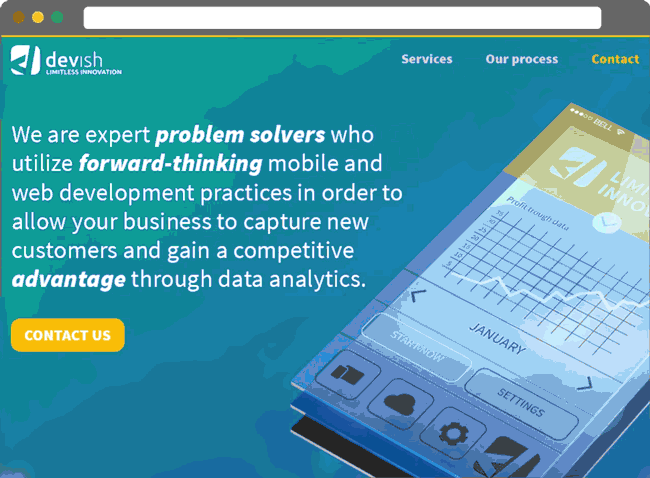 devish
LIMITLESS INNOVATION
Services
Our process
Contact
We are expert problem solvers who
utilize forward-thinking mobile and
web development practices in order to
allow your business to capture new
customers and gain a competitive
advantage through data analytics.
CONTACT US
BELL
LIMI
INNOV
Profit trough data
JANUARY
START NOW
SETTINGS